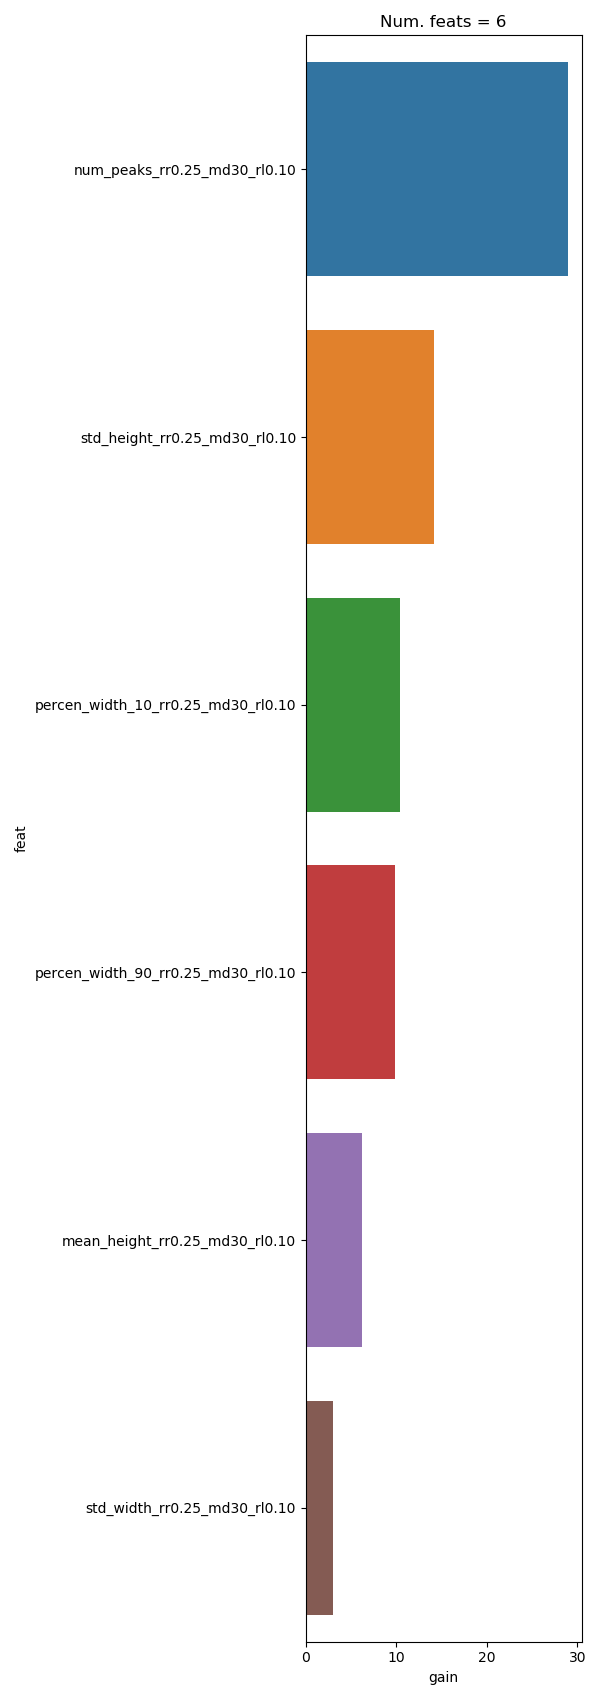 Num. feats = 6
num_peaks_rr0.25_md30_rl0.10
std_height_rr0.25_md30_rl0.10
percen_width_10_rr0.25_md30_rl0.10
feat
percen_width_90_rr0.25_md30_rl0.10
mean_height_rr0.25_md30_rl0.10
std_width_rr0.25_md30_rl0.10
0 10 20 30
gain